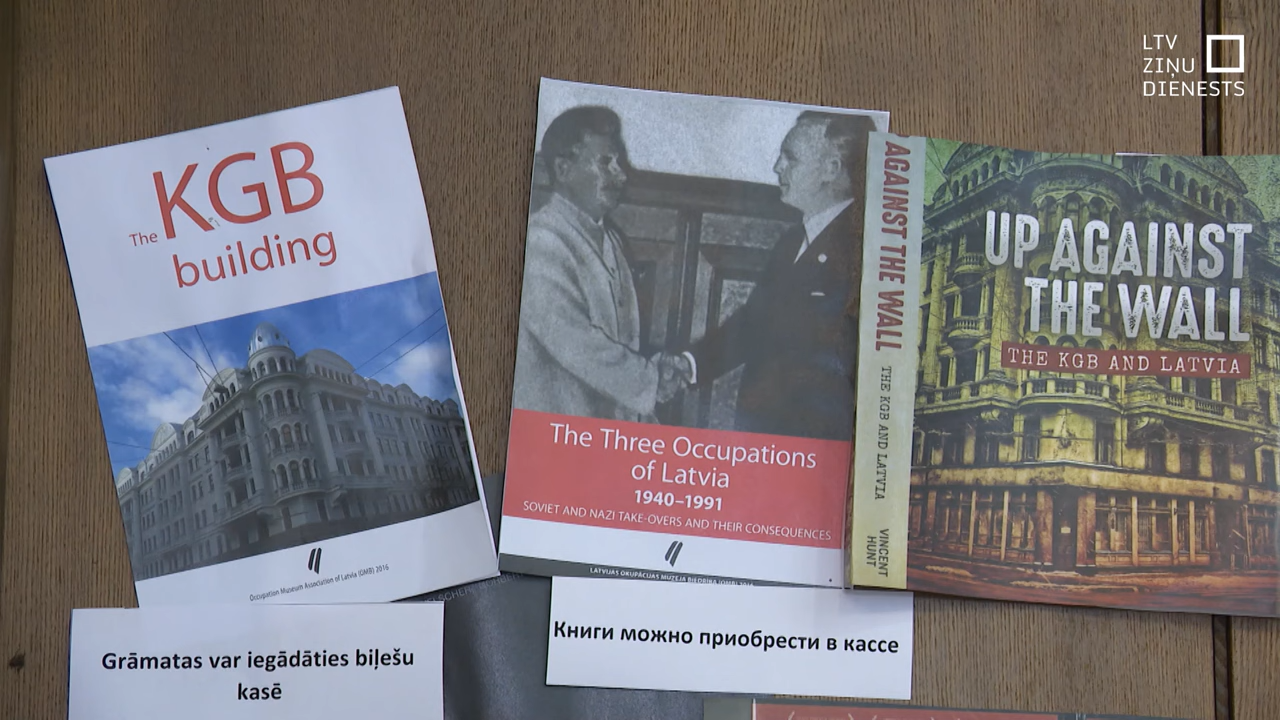 LTV
ZIŅU
DIENESTS
The KGB
building
Occupation Museum Association of Latvia (OMB) 2016
The Three Occupations
of Latvia
1940–1991
SOVIET AND NAZI TAKE-OVERS AND THEIR CONSEQUENCES
LATVIJAS OKUPĀCIJAS MUZEJA BIEDRĪBA (OMB) 2016
AGAINST THE WALL
THE KGB AND LATVIA
VINCENT
HUNT
UP AGAINST
THE WALL
THE KGB AND LATVIA
Grāmatas var iegādāties biļešu
kasē
Книги можно приобрести в кассе